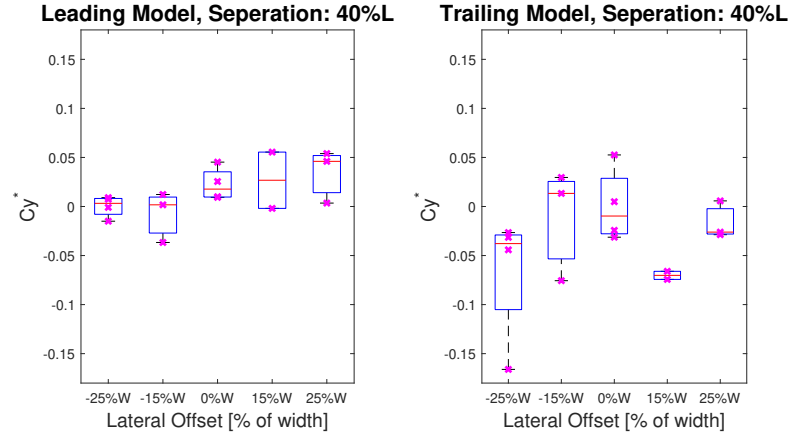 Leading Model, Seperation: 40%L
0.15
0.1
0.05
0
-0.05
-0.1
-0.15
Cy*
-25%W -15%W 0%W 15%W 25%W
Lateral Offset [% of width]
Trailing Model, Seperation: 40%L
0.15
0.1
0.05
0
-0.05
-0.1
-0.15
Cy*
-25%W -15%W 0%W 15%W 25%W
Lateral Offset [% of width]